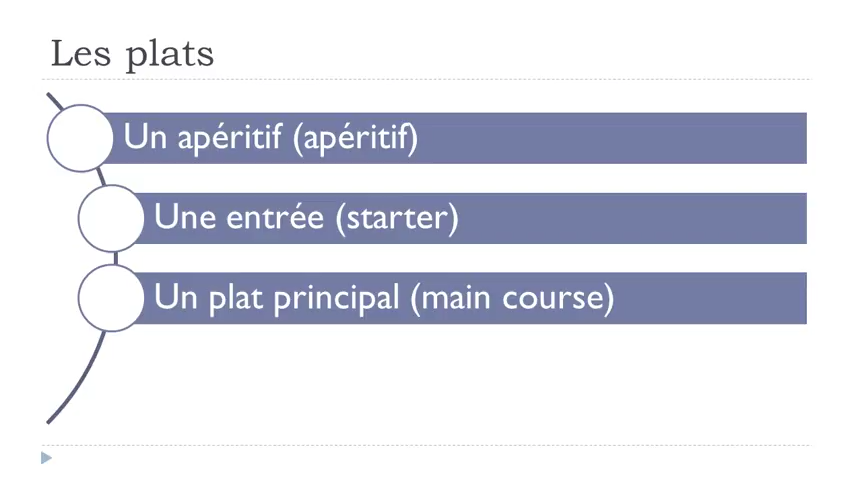 Les plats
Un apéritif (apéritif)
Une entrée (starter)
Un plat principal (main course)